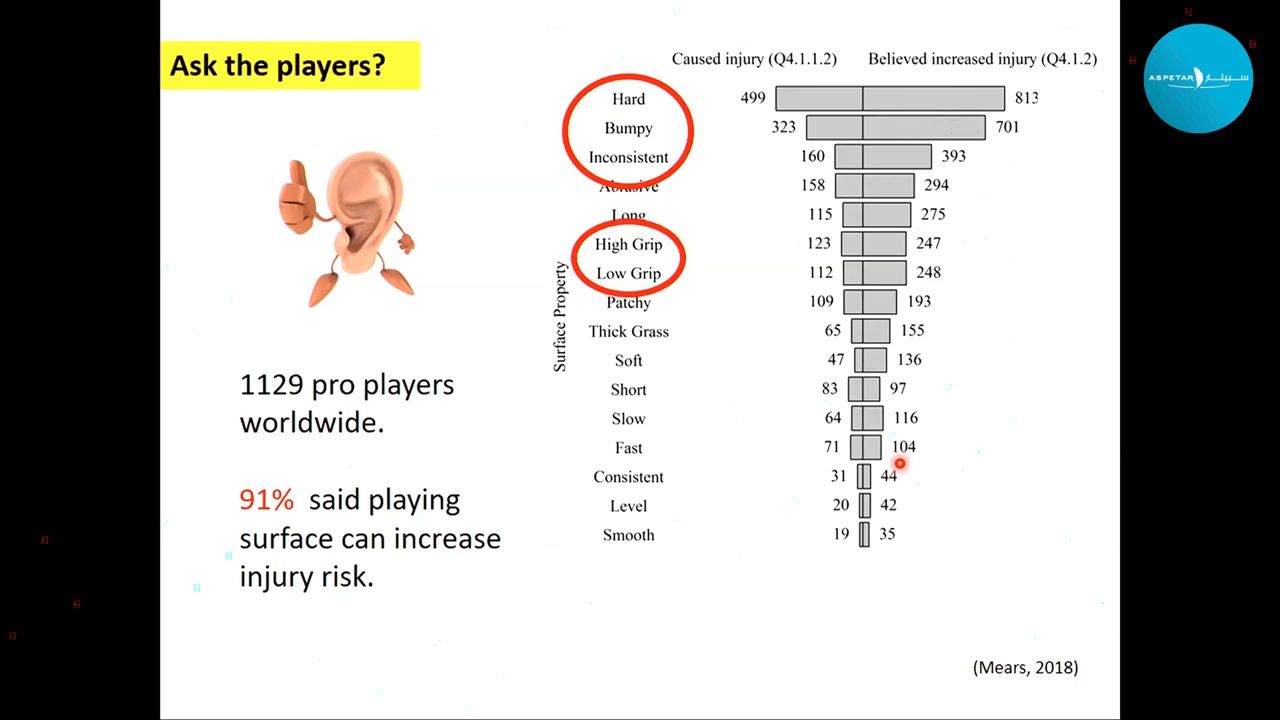 Ask the players?
Caused injury (Q4.1.1.2) Believed increased injury (Q4.1.2)
ASPETAR سبيتار
499 Hard 813
323 Bumpy 701
160 Inconsistent 393
158 Abrasive 294
115 Long 275
123 High Grip 247
112 Low Grip 248
109 Patchy 193
65 Thick Grass 155
47 Soft 136
83 Short 97
64 Slow 116
71 Fast 104
31 Consistent 44
20 Level 42
19 Smooth 35
Surface Property
1129 pro players
worldwide.
91% said playing
surface can increase
injury risk.
(Mears, 2018)